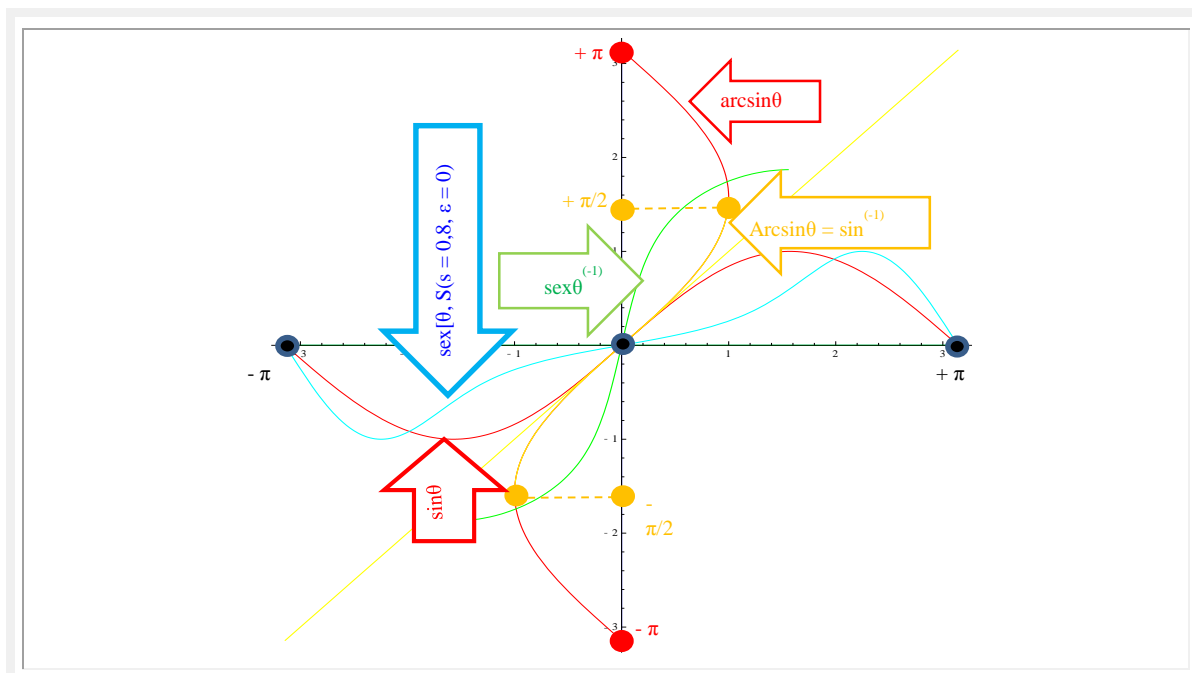 + π
3
arcsinθ
2
+ π/2
Arcsinθ = sin(-1)
sex[θ, S(s = 0,8, ε = 0)
sexθ(-1)
3
- 1
1
2
3
- π
+ π
- 1
sinθ
-
π/2
- 2
- 3
- π